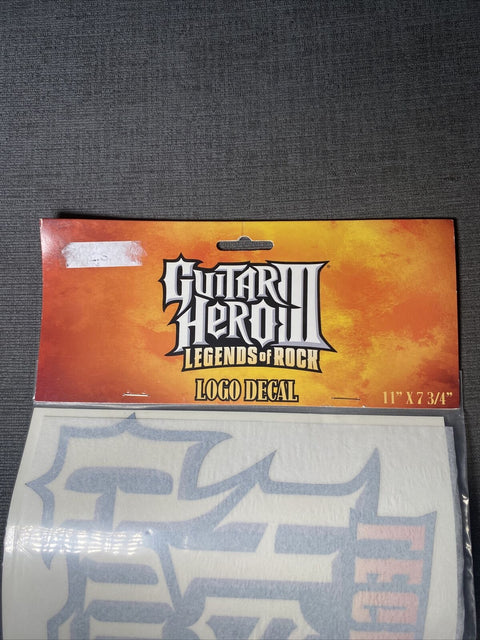 GUITAR
HERO III
LEGENDS OF ROCK
LOGO DECAL
11" X 7 3/4"